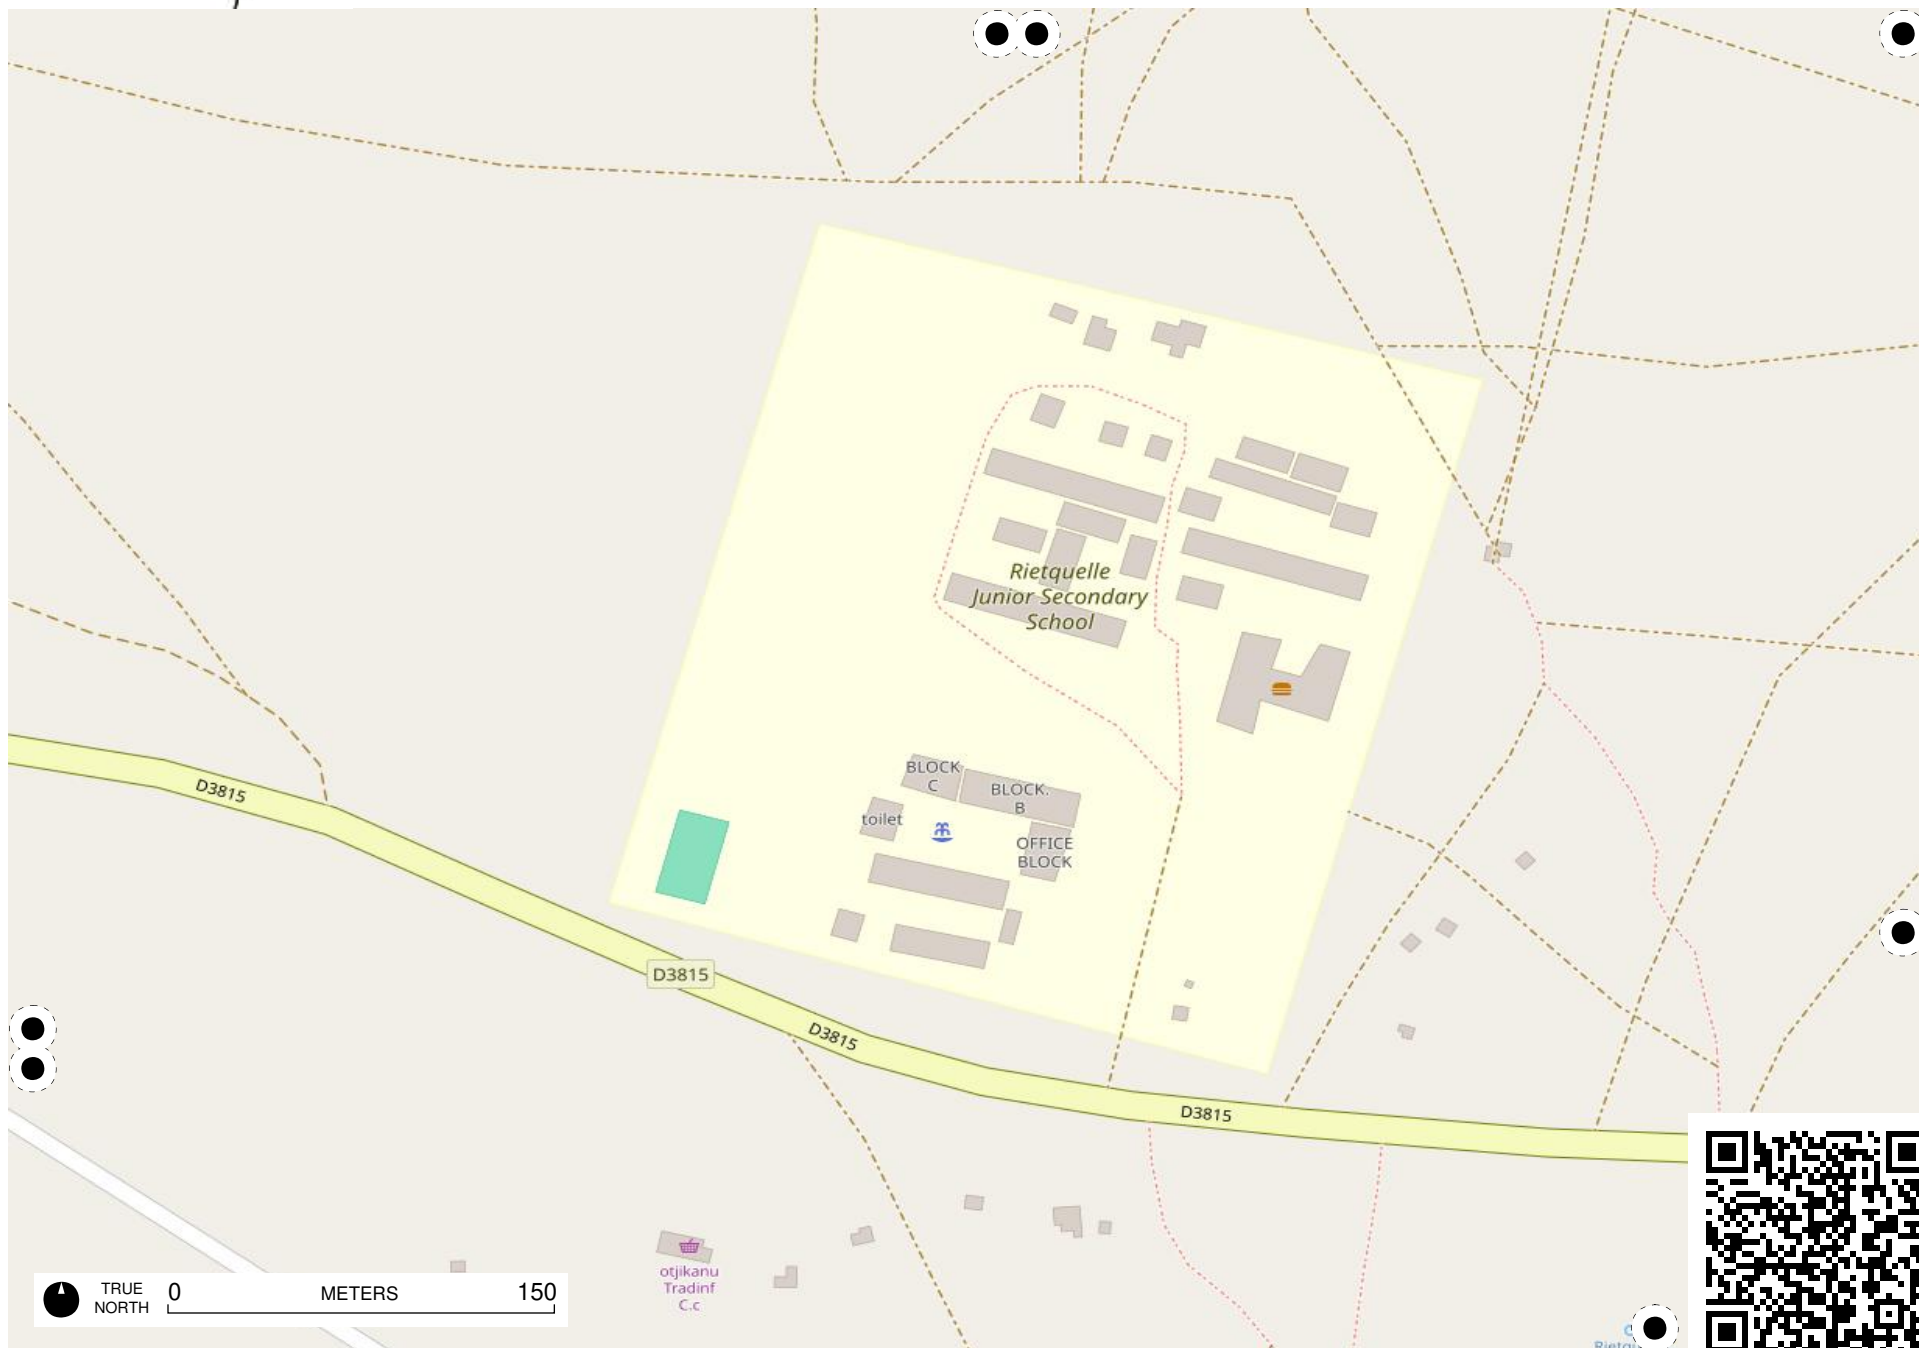 Rietquelle
Junior Secondary
School
BLOCK
C
BLOCK.
B
toilet
OFFICE
BLOCK
D3815
D3815
D3815
D3815
otjikanu
Tradinf
C.c
TRUE
NORTH
0
METERS
150